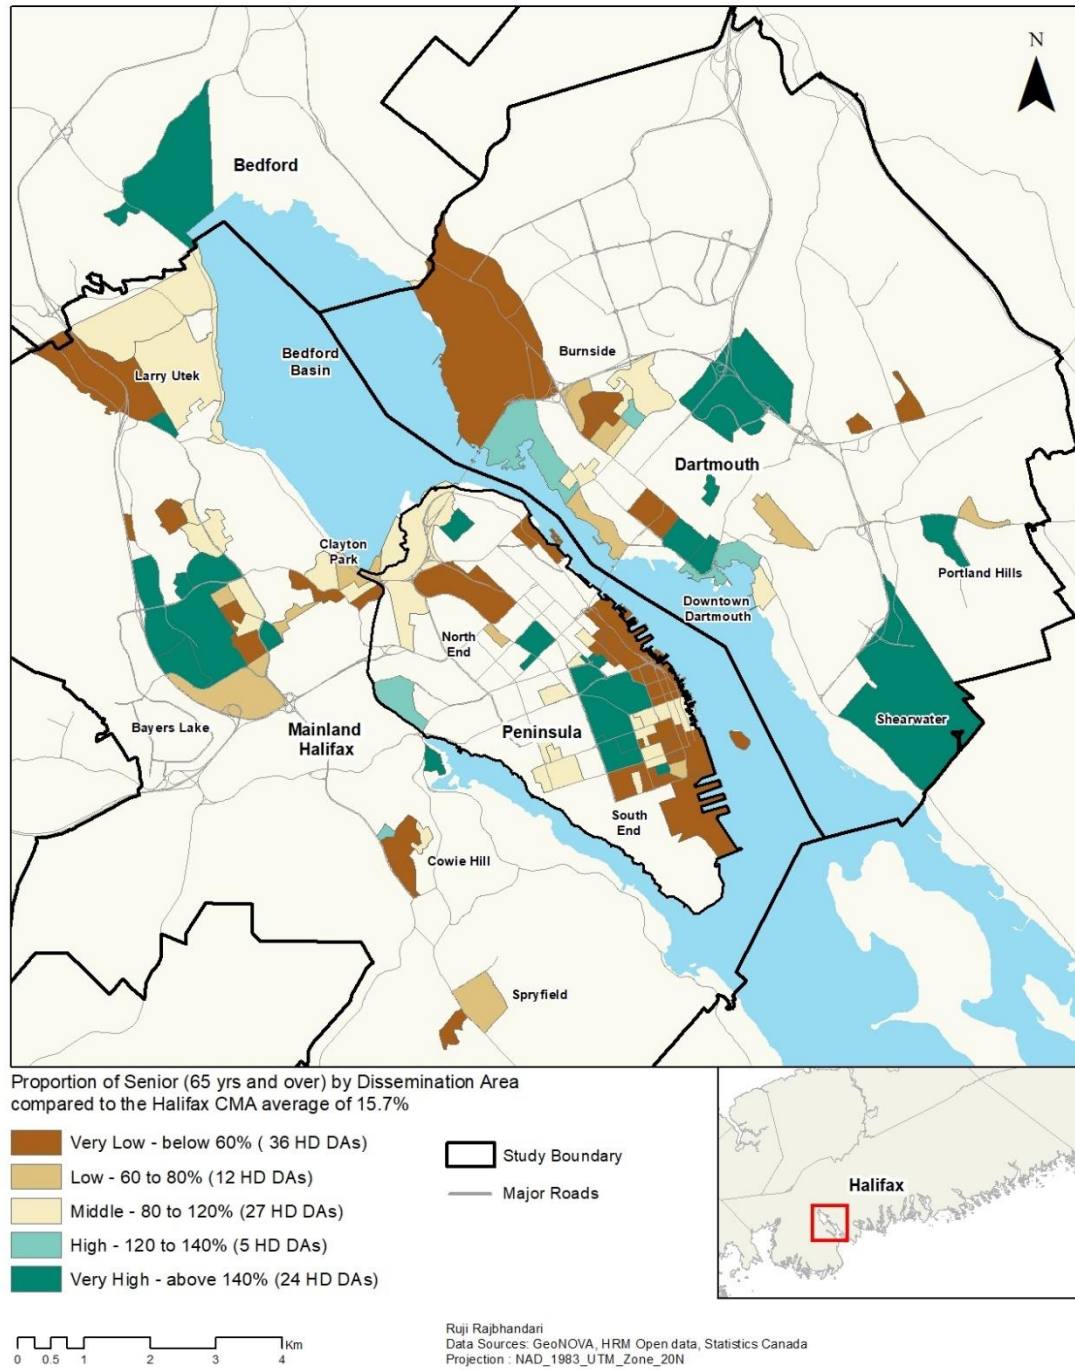 N
Bedford
Bedford
Basin
Burnside
Larry Utek
Dartmouth
Clayton
Park
Portland Hills
Downtown
Dartmouth
North
End
Shearwater
Bayers Lake
Mainland
Halifax
Peninsula
South
End
Cowie Hill
Spryfield
Proportion of Senior (65 yrs and over) by Dissemination Area
compared to the Halifax CMA average of 15.7%
Very Low - below 60% ( 36 HD DAs)
Low - 60 to 80% (12 HD DAs)
Middle - 80 to 120% (27 HD DAs)
High - 120 to 140% (5 HD DAs)
Very High - above 140% (24 HD DAs)
Study Boundary
Major Roads
Halifax
0 0.5 1 2 3 4
Km
Ruji Rajbhandari
Data Sources: GeoNOVA, HRM Open data, Statistics Canada
Projection : NAD_1983_UTM_Zone_20N